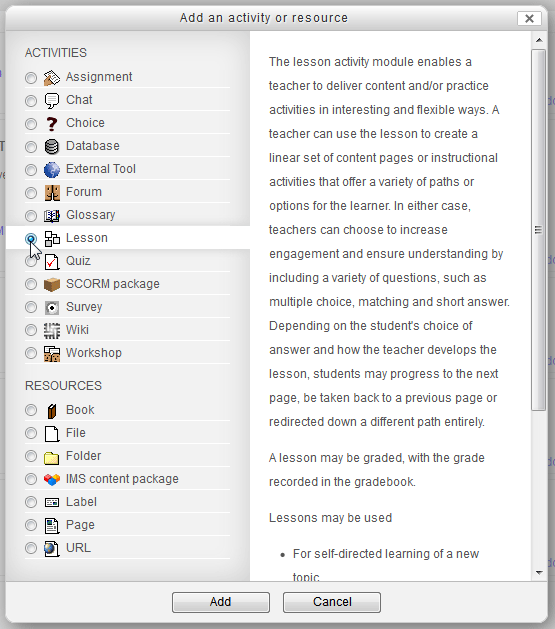 Add an activity or resource
ACTIVITIES
Assignment
Chat
Choice
Database
External Tool
Forum
Glossary
Lesson
Quiz
SCORM package
Survey
Wiki
Workshop
RESOURCES
Book
File
Folder
IMS content package
Label
Page
URL
The lesson activity module enables a
teacher to deliver content and/or practice
activities in interesting and flexible ways. A
teacher can use the lesson to create a
linear set of content pages or instructional
activities that offer a variety of paths or
options for the learner. In either case,
teachers can choose to increase
engagement and ensure understanding by
including a variety of questions, such as
multiple choice, matching and short answer.
Depending on the student's choice of
answer and how the teacher develops the
lesson, students may progress to the next
page, be taken back to a previous page or
redirected down a different path entirely.
A lesson may be graded, with the grade
recorded in the gradebook.
Lessons may be used
• For self-directed learning of a new
topic
Add
Cancel